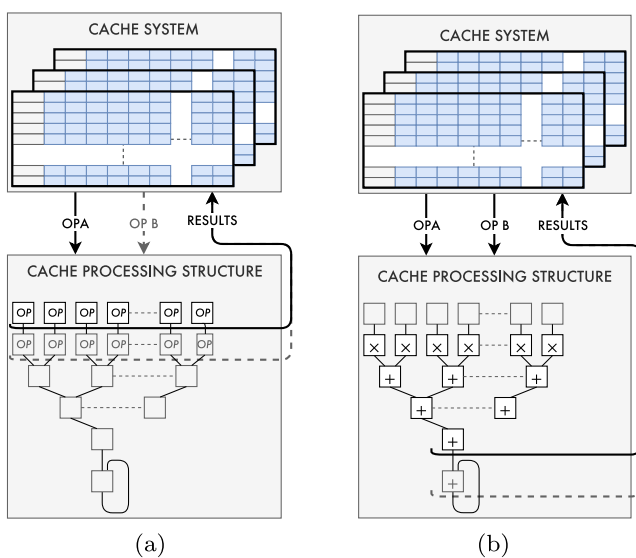 CACHE SYSTEM
OPA
OP B
RESULTS
CACHE PROCESSING STRUCTURE
OP OP OP OP OP OP
OP OP OP OP OP OP
(a)
CACHE SYSTEM
OPA
OP B
RESULTS
CACHE PROCESSING STRUCTURE
× × × × × ×
+ + +
+ +
+
+
(b)